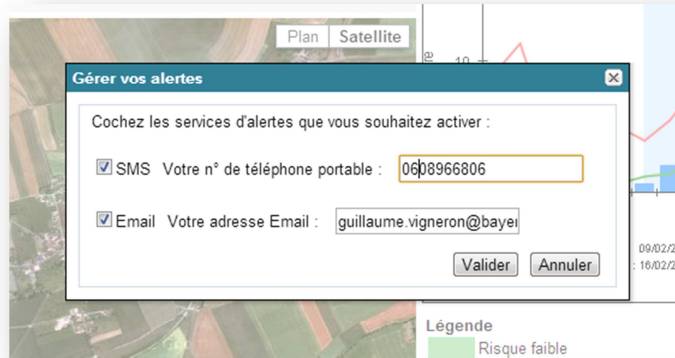 Plan Satellite
10
Gérer vos alertes
Cochez les services d'alertes que vous souhaitez activer :
SMS Votre n° de téléphone portable : 0608966806
Email Votre adresse Email : guillaume.vigneron@bayer
Valider Annuler
09/02/2
: 16/02/2
Légende
Risque faible